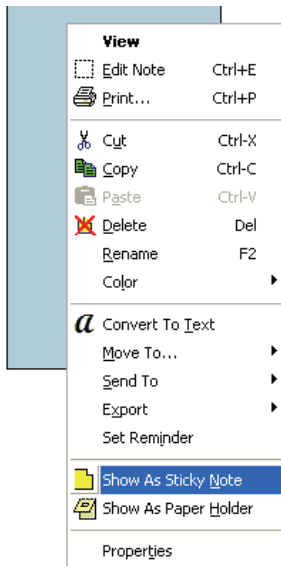 View
Edit Note Ctrl+E
Print... Ctrl+P
Cut Ctrl-X
Copy Ctrl-C
Paste Ctrl-V
Delete Del
Rename F2
Color
Convert To Text
Move To...
Send To
Export
Set Reminder
Show As Sticky Note
Show As Paper Holder
Properties